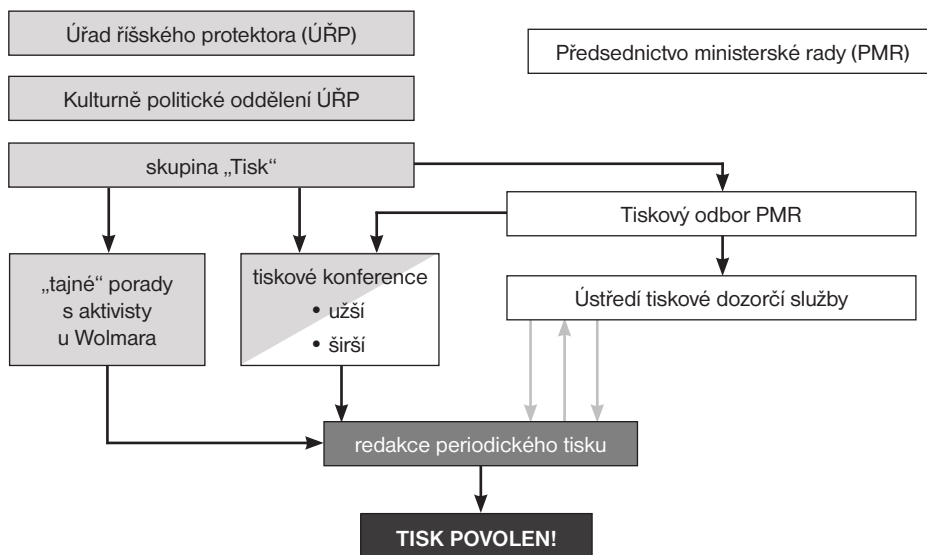 Úřad říšského protektora (ÚŘP)
Předsednictvo ministerské rady (PMR)
Kulturně politické oddělení ÚŘP
skupina „Tisk“
Tiskový odbor PMR
„tajné“ porady
s aktivisty
u Wolmara
tiskové konference
• užší
• širší
Ústředí tiskové dozorčí služby
redakce periodického tisku
TISK POVOLEN!